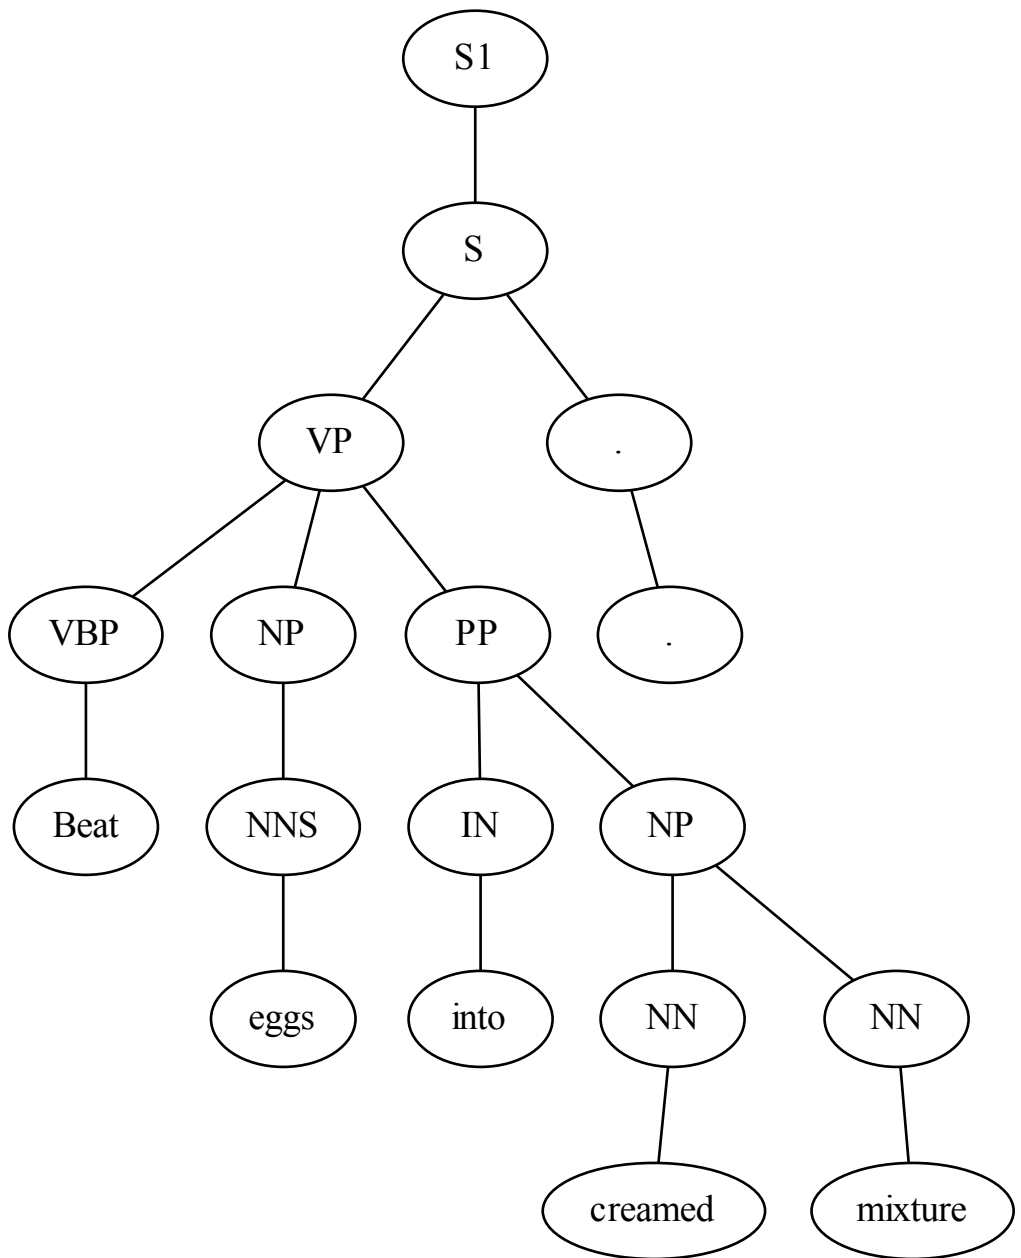 S1
S
VP .
VBP NP PP .
Beat NNS IN NP
eggs into NN NN
creamed mixture